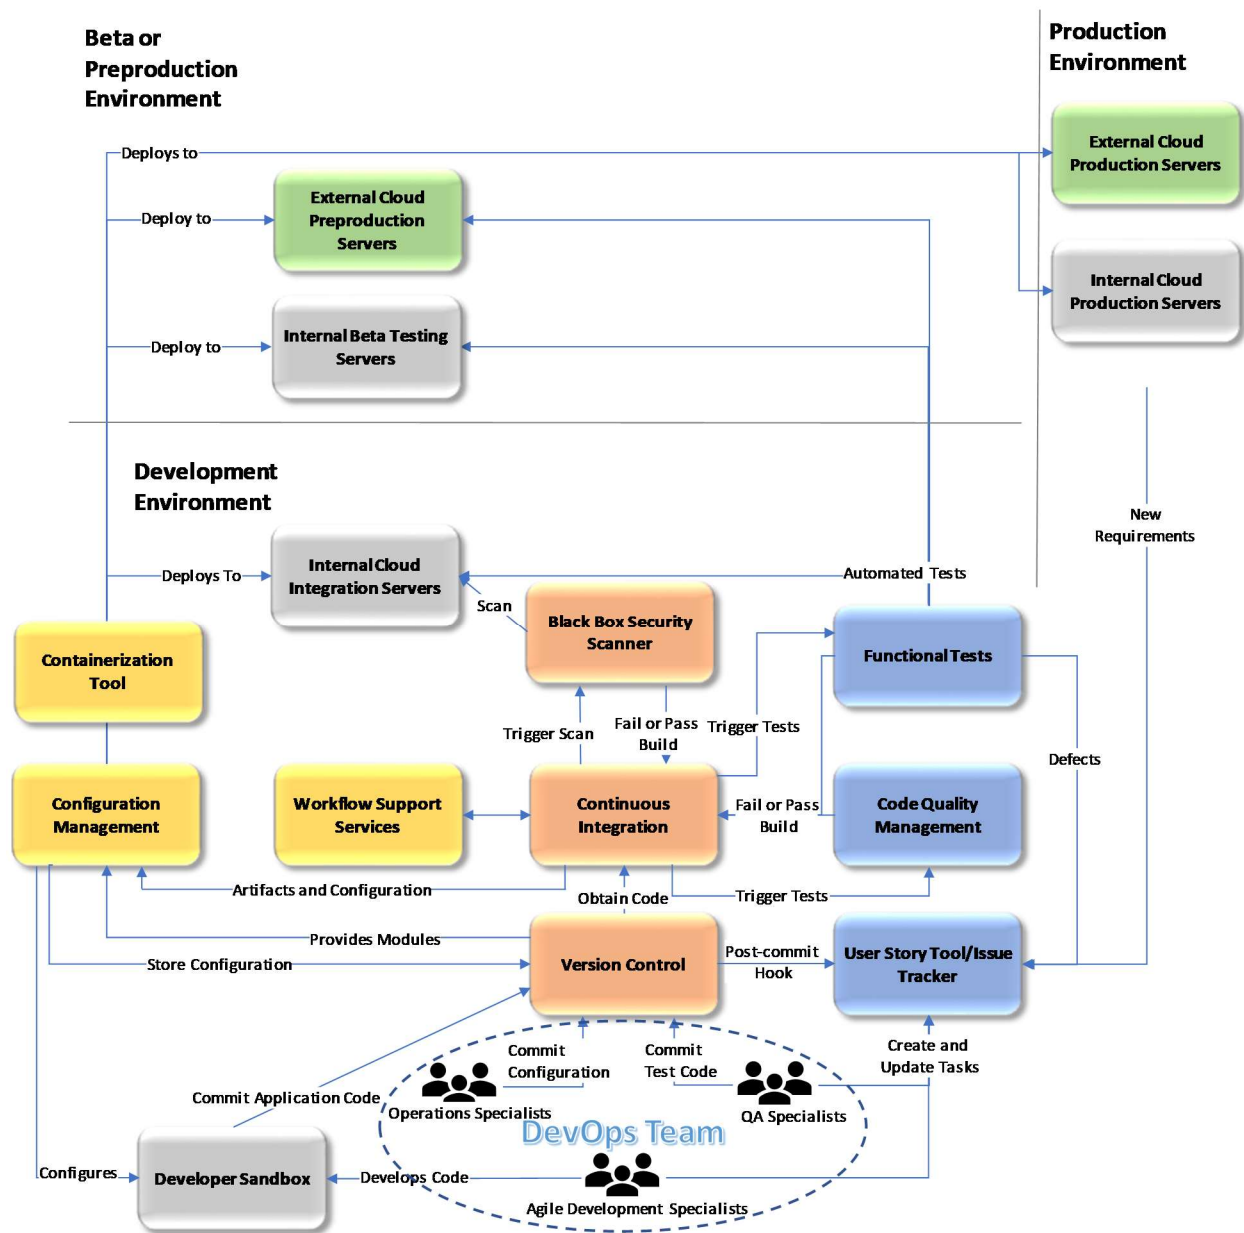 Beta or
Preproduction
Environment
Production
Environment
Deploys to
External Cloud
Production Servers
External Cloud
Preproduction
Servers
Deploy to
Internal Cloud
Production Servers
Internal Beta Testing
Servers
Deploy to
Development
Environment
New
Requirements
Internal Cloud
Integration Servers
Deploys To
Automated Tests
Scan
Black Box Security
Scanner
Containerization
Tool
Functional Tests
Trigger Scan
Fail or Pass
Build
Trigger Tests
Defects
Configuration
Management
Workflow Support
Services
Continuous
Integration
Fail or Pass
Build
Code Quality
Management
Artifacts and Configuration
Obtain Code
Trigger Tests
Provides Modules
Store Configuration
Version Control
Post-commit
Hook
User Story Tool/Issue
Tracker
Commit
Configuration
Commit
Test Code
Create and
Update Tasks
Commit Application Code
Operations Specialists
QA Specialists
DevOps Team
Configures
Developer Sandbox
Develops Code
Agile Development Specialists